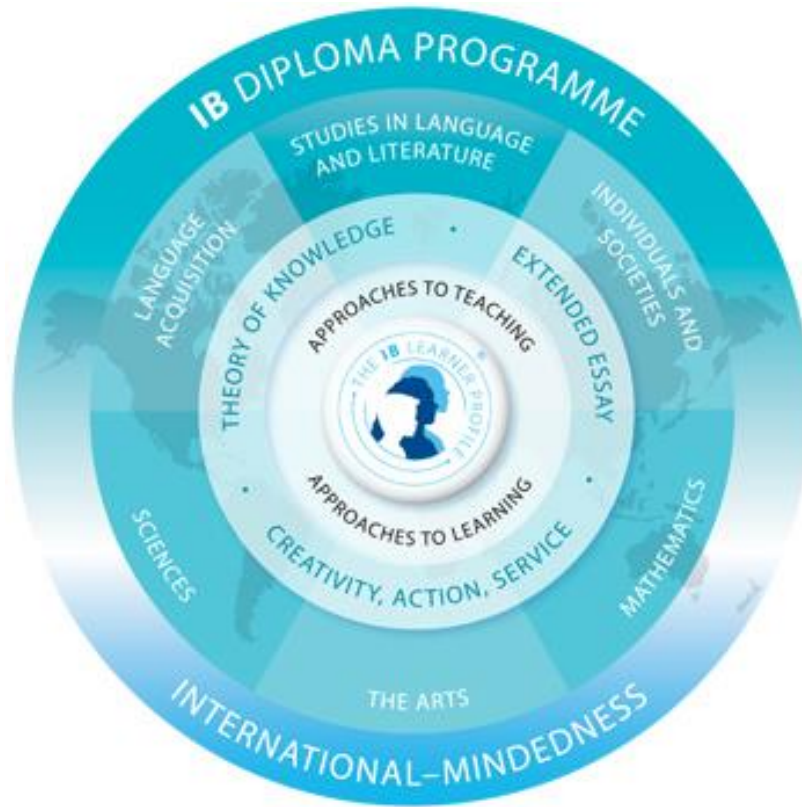 IB DIPLOMA PROGRAMME
STUDIES IN LANGUAGE
AND LITERATURE
LANGUAGE
ACQUISITION
INDIVIDUALS AND
SOCIETIES
THEORY OF KNOWLEDGE
EXTENDED ESSAY
APPROACHES TO TEACHING
THE IB LEARNER PROFILE
®
APPROACHES TO LEARNING
CREATIVITY, ACTION, SERVICE
SCIENCES
MATHEMATICS
THE ARTS
INTERNATIONAL–MINDEDNESS